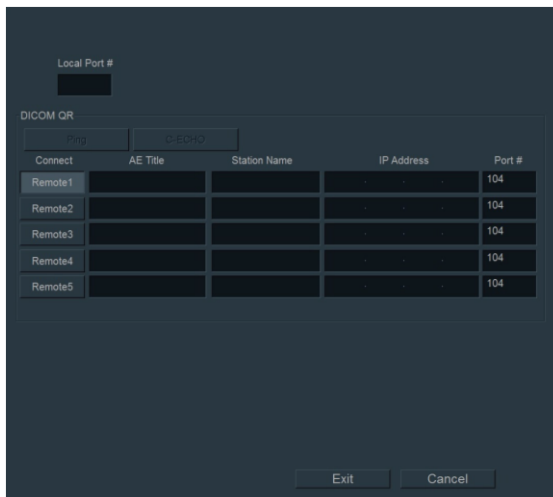 Local Port #
DICOM QR
Ping D-ECHO
Connect AE Title Station Name IP Address Port #
Remote1 . . . 104
Remote2 . . . 104
Remote3 . . . 104
Remote4 . . . 104
Remote5 . . . 104
Exit Cancel